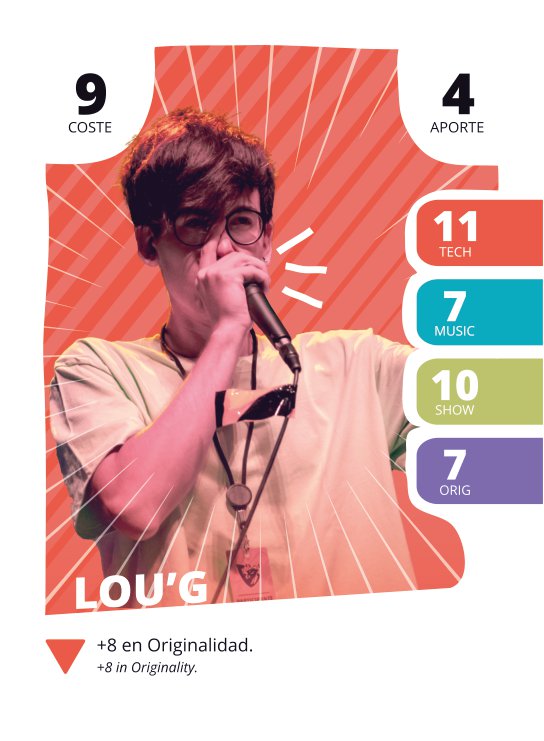 9
COSTE
4
APORTE
11
TECH
7
MUSIC
10
SHOW
7
ORIG
LOU'G
+8 en Originalidad.
+8 in Originality.